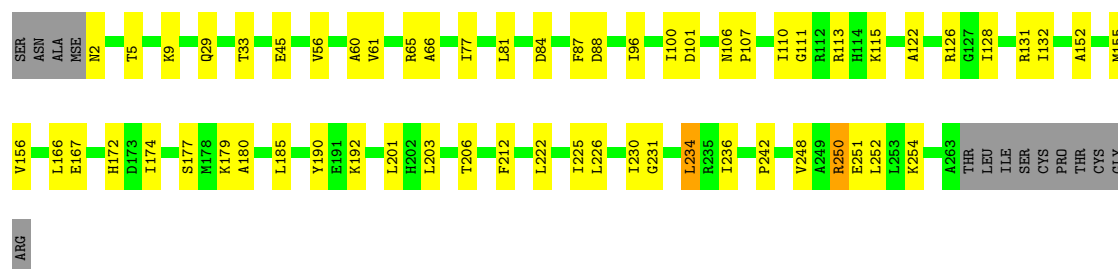 SER ASN ALA MSE N2 T5 K9 Q29 T33 E45 V56 A60 V61 R65 A66 I77 L81 D84 F87 D88 I96 I100 D101 N106 P107 I110 G111 R112 R113 H114 K115 A122 R126 G127 I128 R131 I132 A152 M155
V156 L166 E167 H172 D173 I174 S177 M178 K179 A180 L185 Y190 E191 K192 L201 H202 L203 T206 F212 L222 I225 L226 I230 G231 L234 R235 I236 P242 V248 A249 R250 E251 L252 L253 K254 A263 THR LEU ILE SER CYS PRO THR CYS GLY
ARG